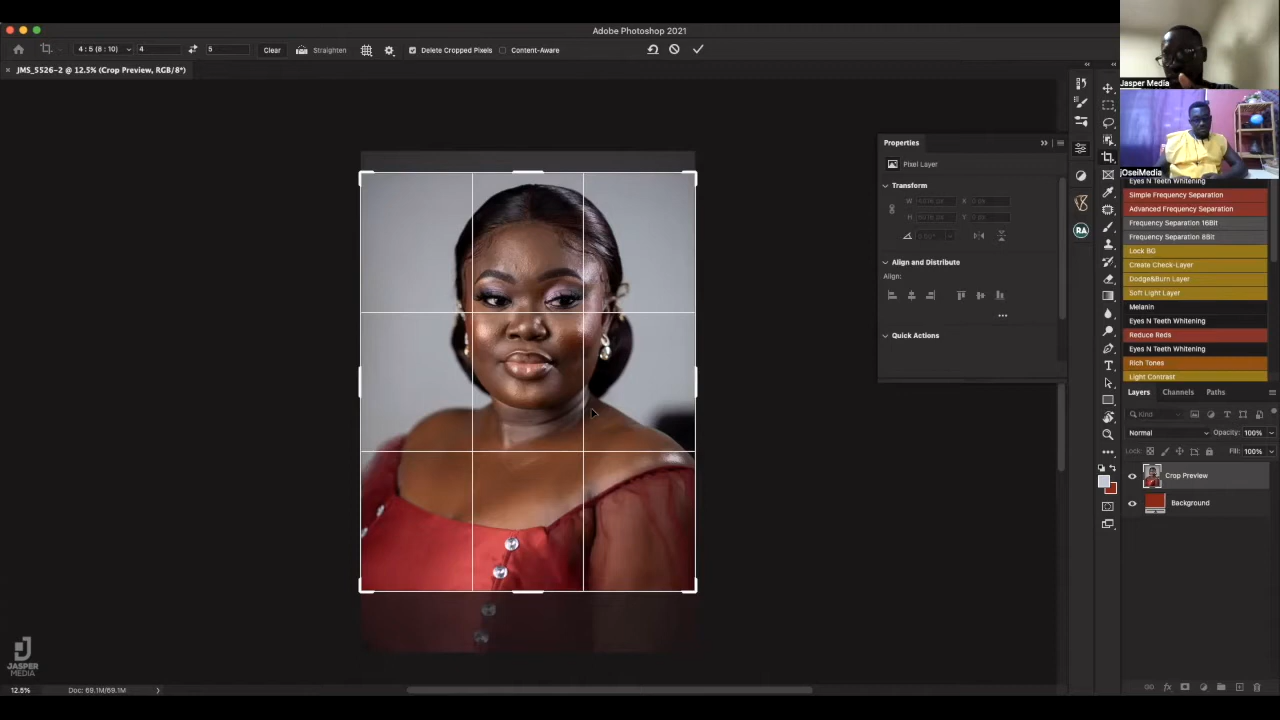 Adobe Photoshop 2021
4 : 5 (8 : 10)
4
5
Clear
Straighten
Delete Cropped Pixels
Content-Aware
JMS_5526-2 @ 12.5% (Crop Preview, RGB/8*)
Jasper Media
jOseiMedia
Properties
Pixel Layer
Transform
W
X
H
Y
Align and Distribute
Align:
Quick Actions
Eyes N Teeth Whitening
Simple Frequency Separation
Advanced Frequency Separation
Frequency Separation 16Bit
Frequency Separation 8Bit
Lock BG
Create Check-Layer
Dodge&Burn Layer
Soft Light Layer
Melanin
Eyes N Teeth Whitening
Reduce Reds
Eyes N Teeth Whitening
Rich Tones
Light Contrast
RA
Layers
Channels
Paths
Kind
Normal
Opacity: 100%
Lock:
Fill: 100%
Crop Preview
Background
fx
JASPER
MEDIA
12.5%
Doc: 69.1M/69.1M